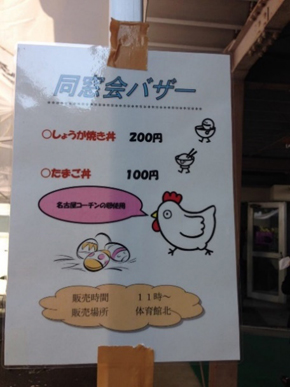 同窓会バザー
○しょうが焼き丼 200円
○たまご丼 100円
名古屋コーチンの卵使用
販売時間 11時〜
販売場所 体育館北